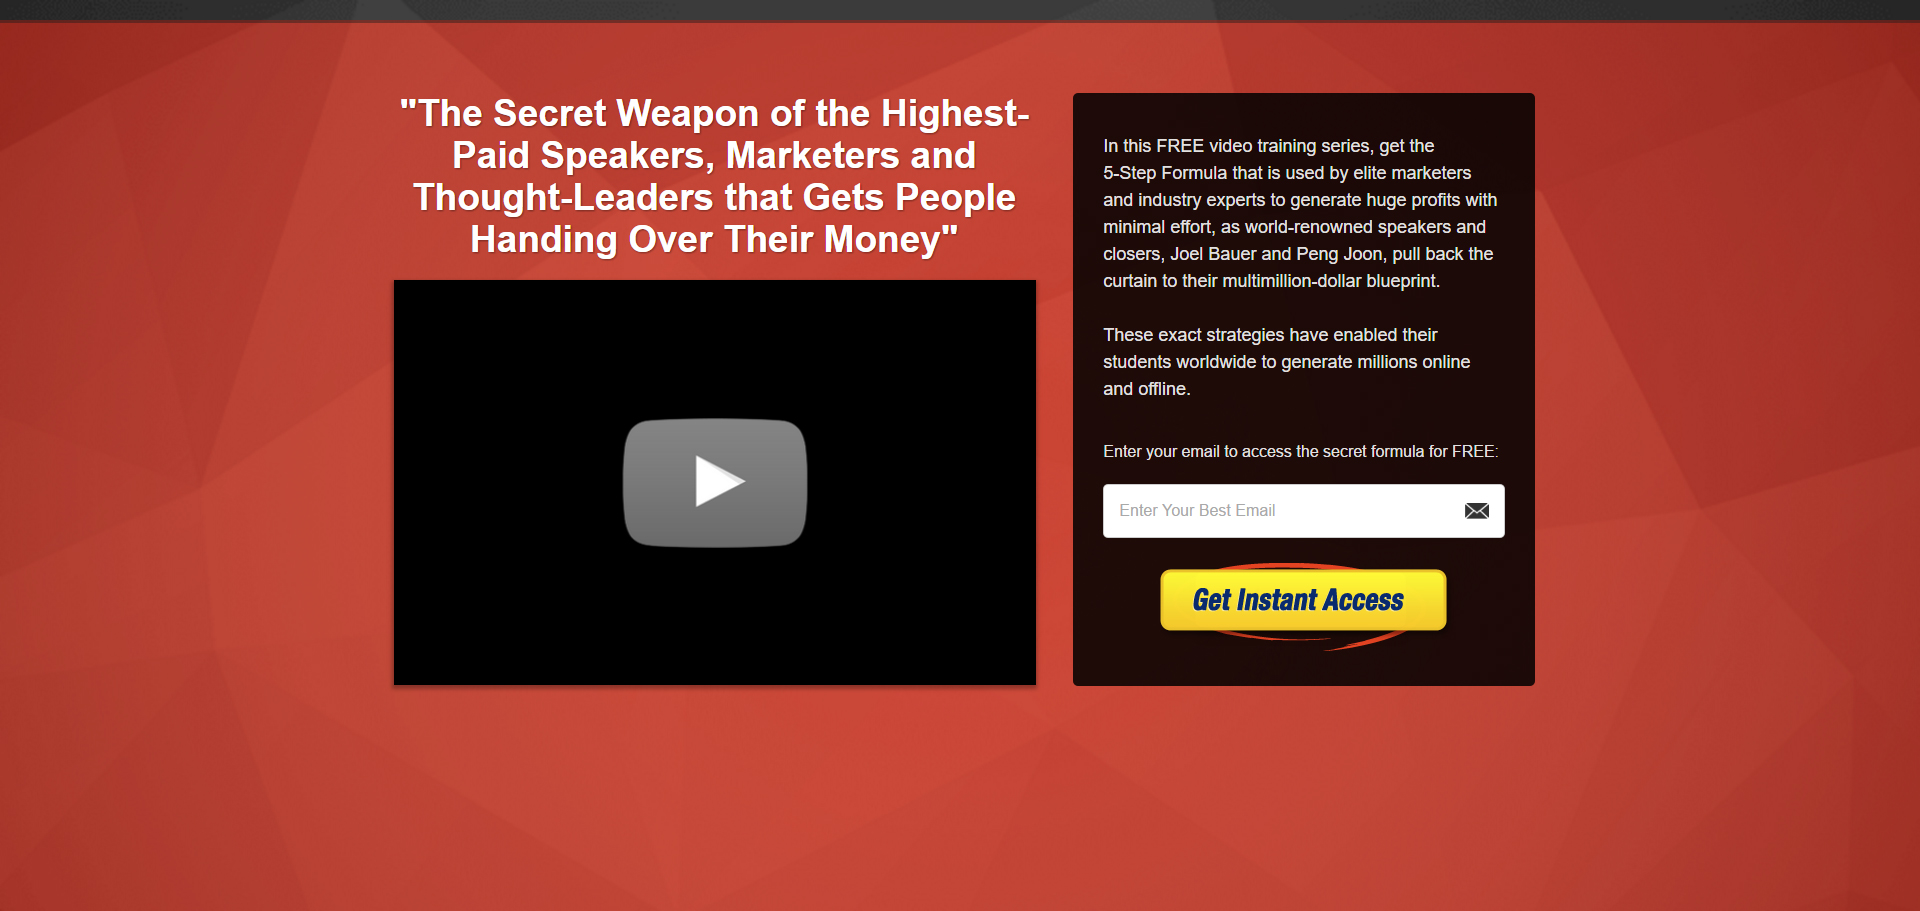 "The Secret Weapon of the Highest-
Paid Speakers, Marketers and
Thought-Leaders that Gets People
Handing Over Their Money"
In this FREE video training series, get the
5-Step Formula that is used by elite marketers
and industry experts to generate huge profits with
minimal effort, as world-renowned speakers and
closers, Joel Bauer and Peng Joon, pull back the
curtain to their multimillion-dollar blueprint.
These exact strategies have enabled their
students worldwide to generate millions online
and offline.
Enter your email to access the secret formula for FREE:
Enter Your Best Email
Get Instant Access